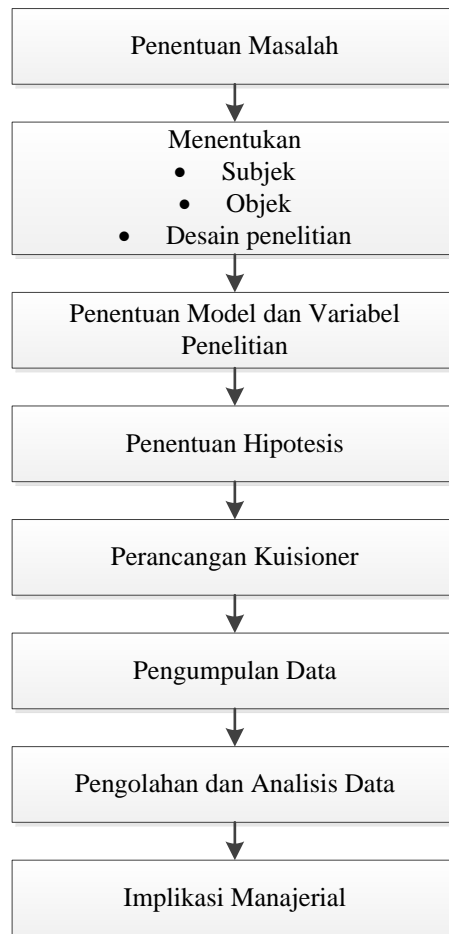 Penentuan Masalah
Menentukan
• Subjek
• Objek
• Desain penelitian
Penentuan Model dan Variabel
Penelitian
Penentuan Hipotesis
Perancangan Kuisioner
Pengumpulan Data
Pengolahan dan Analisis Data
Implikasi Manajerial